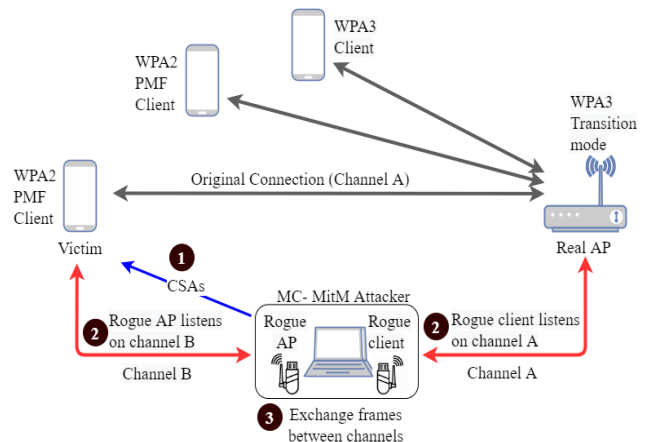 WPA3
Client
WPA2
PMF
Client
WPA3
Transition
mode
WPA2
PMF
Client
Original Connection (Channel A)
Victim
Real AP
1
CSAs
MC- MitM Attacker
2
Rogue AP listens
on channel B
Channel B
Rogue
AP
Rogue
client
2
Rogue client listens
on channel A
Channel A
3
Exchange frames
between channels